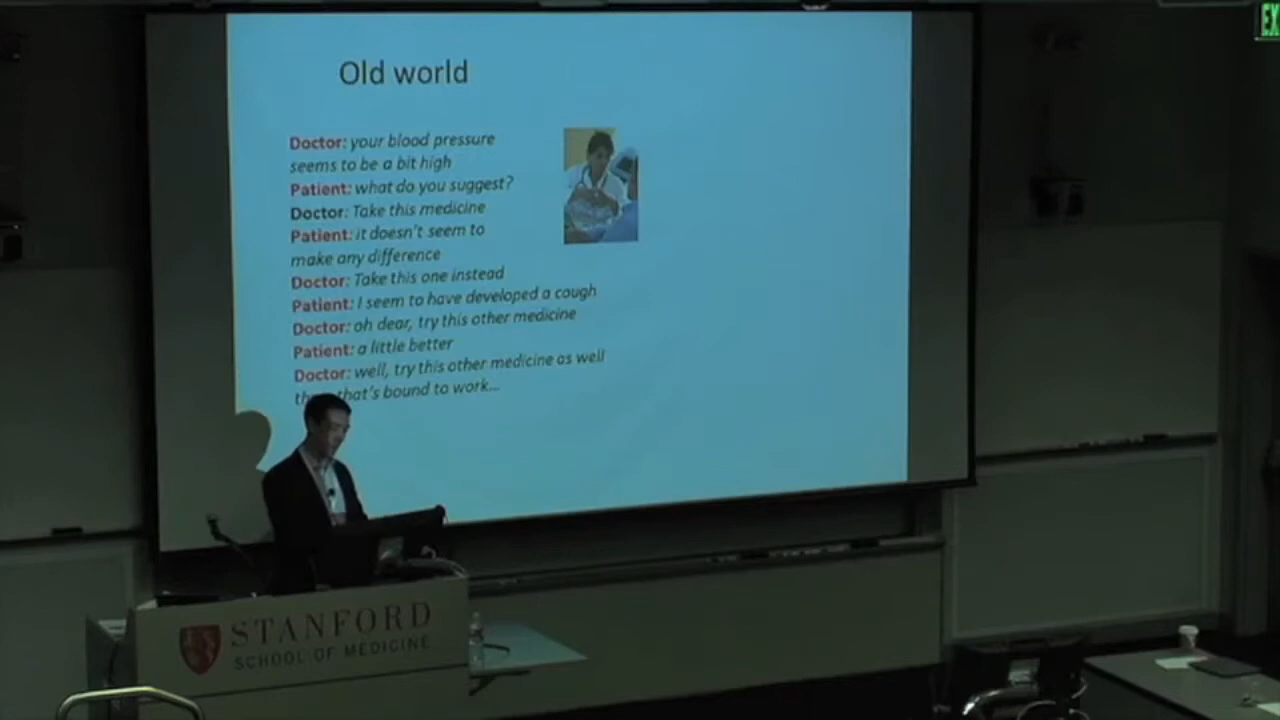 Old world
Doctor: your blood pressure
seems to be a bit high
Patient: what do you suggest?
Doctor: Take this medicine
Patient: it doesn't seem to
make any difference
Doctor: Take this one instead
Patient: I seem to have developed a cough
Doctor: oh dear, try this other medicine
Patient: a little better
Doctor: well, try this other medicine as well
that's bound to work...
STANFORD
SCHOOL OF MEDICINE
EX